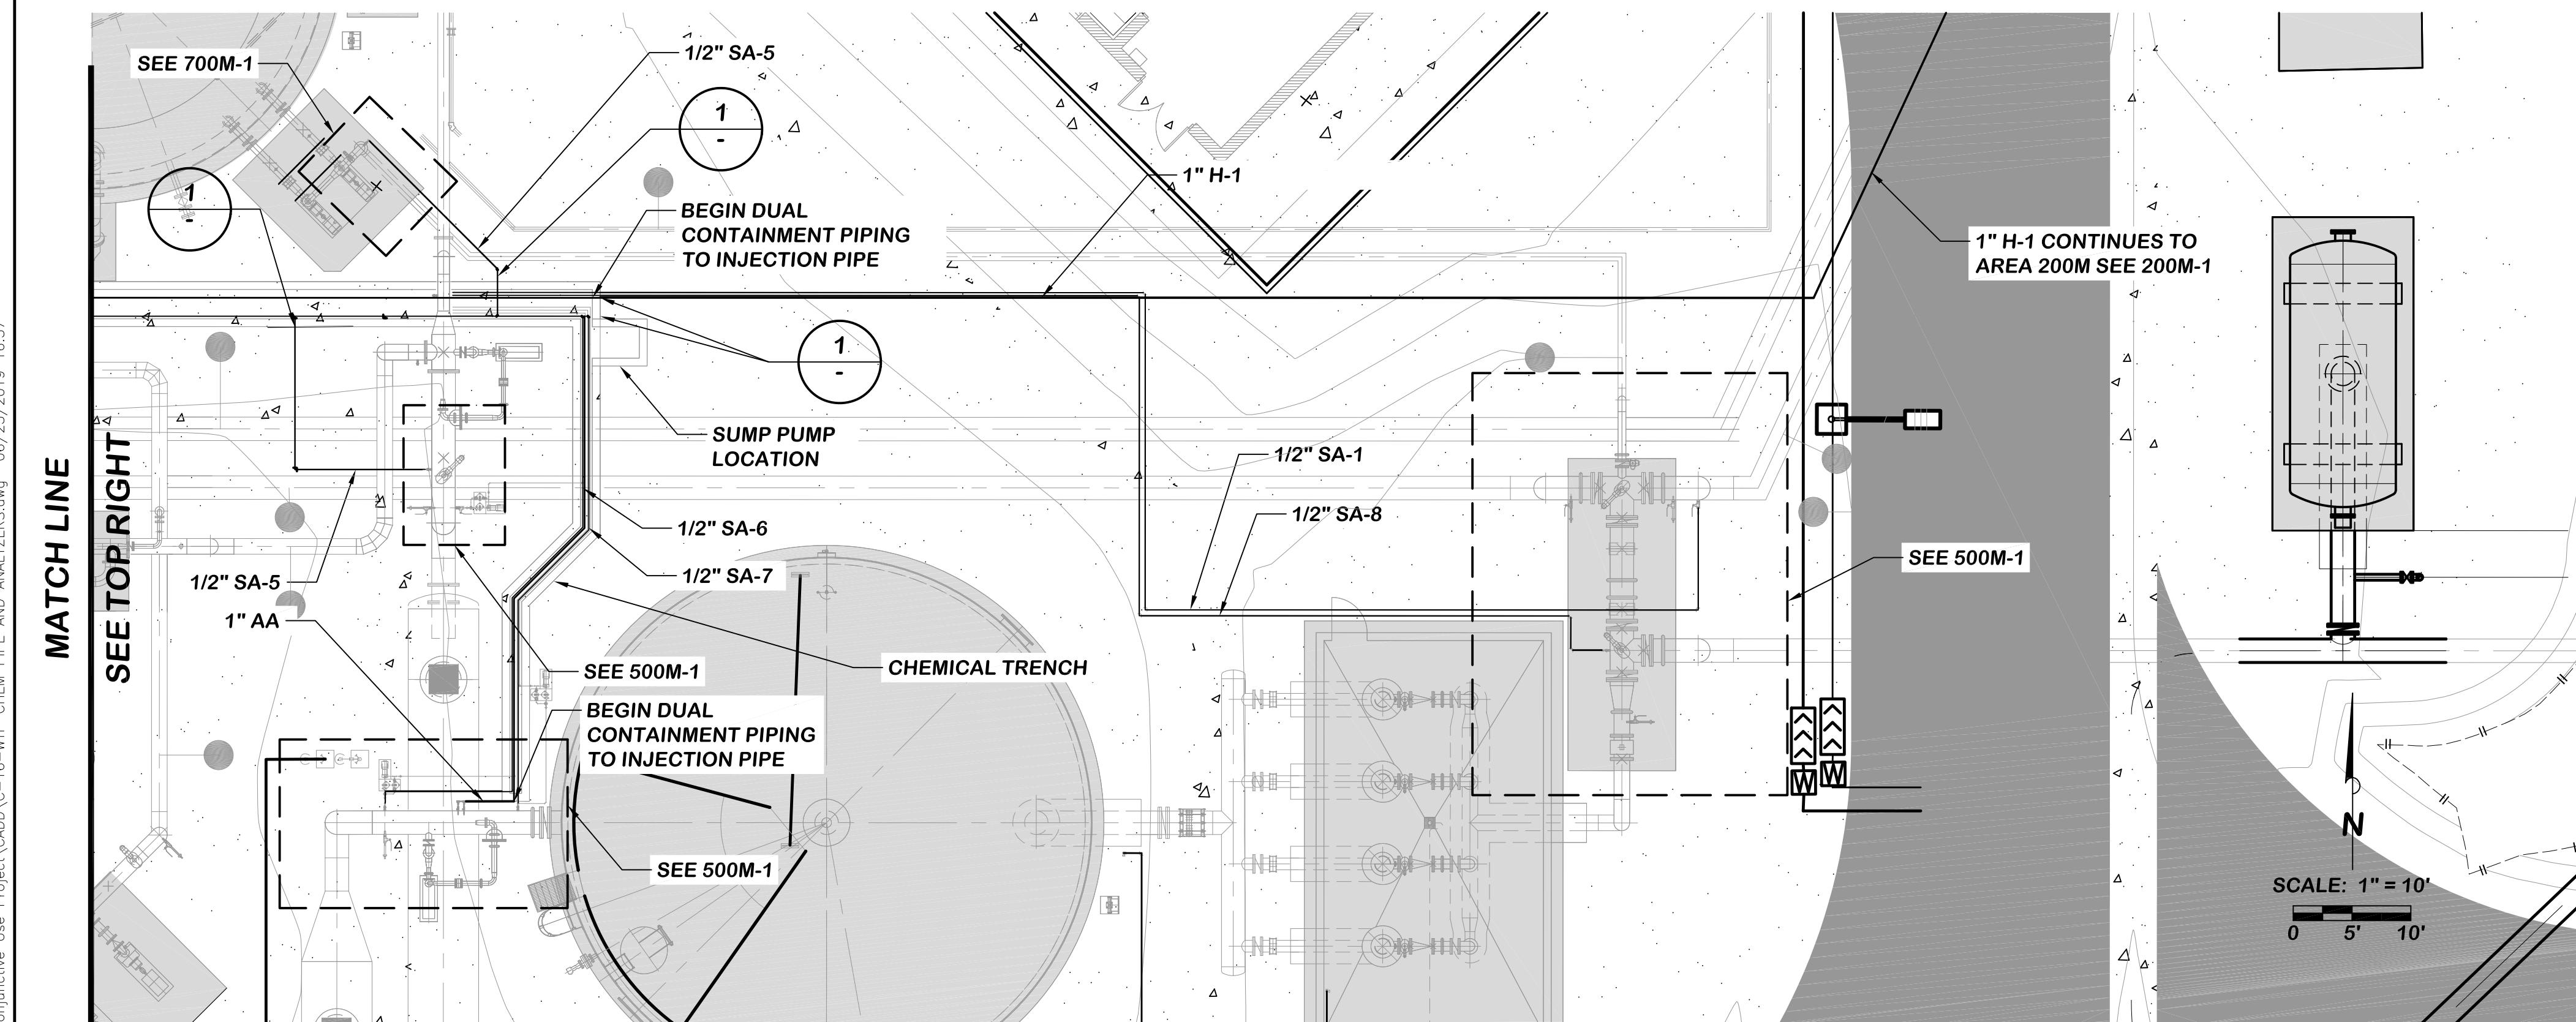 SEE 700M-1
1/2" SA-5
1
-
1
-
BEGIN DUAL
CONTAINMENT PIPING
TO INJECTION PIPE
1" H-1
1" H-1 CONTINUES TO
AREA 200M SEE 200M-1
1
-
SUMP PUMP
LOCATION
1/2" SA-1
1/2" SA-8
1/2" SA-6
1/2" SA-7
SEE 500M-1
MATCH LINE
SEE TOP RIGHT
1/2" SA-5
1" AA
SEE 500M-1
CHEMICAL TRENCH
BEGIN DUAL
CONTAINMENT PIPING
TO INJECTION PIPE
SEE 500M-1
W
W
N
SCALE: 1" = 10'
0 5' 10'